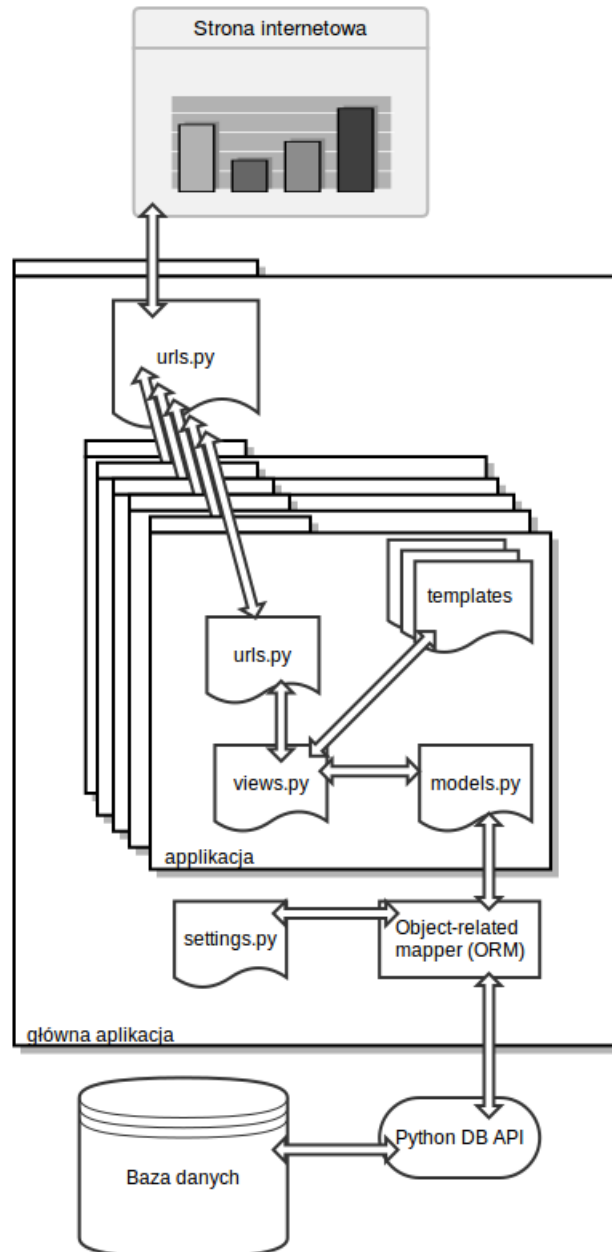 Strona internetowa
urls.py
templates
urls.py
views.py
models.py
applikacja
settings.py
Object-related
mapper (ORM)
główna aplikacja
Python DB API
Baza danych